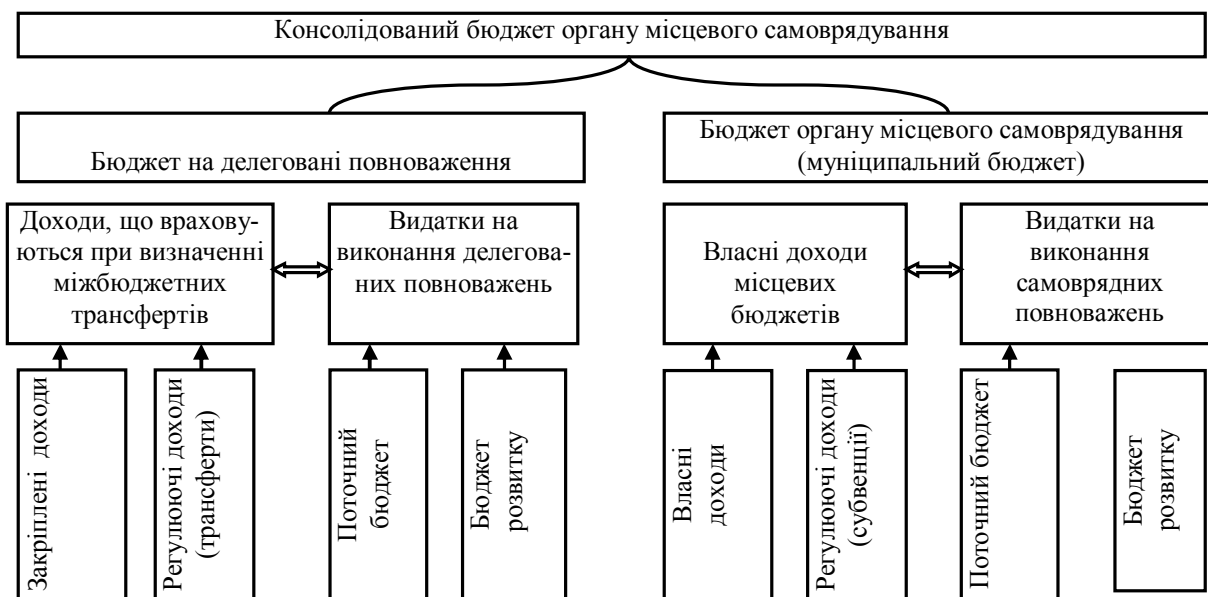 Консолідований бюджет органу місцевого самоврядування
Бюджет на делеговані повноваження
Бюджет органу місцевого самоврядування
(муніципальний бюджет)
Доходи, що врахову-
ються при визначенні
міжбюджетних
трансфертів
Видатки на
виконання делегова-
них повноважень
Власні доходи
місцевих
бюджетів
Видатки на
виконання
самоврядних
повноважень
Закріплені доходи
Регулюючі доходи
(трансферти)
Поточний
бюджет
Бюджет
розвитку
Власні
доходи
Регулюючі доходи
(субвенції)
Поточний бюджет
Бюджет
розвитку